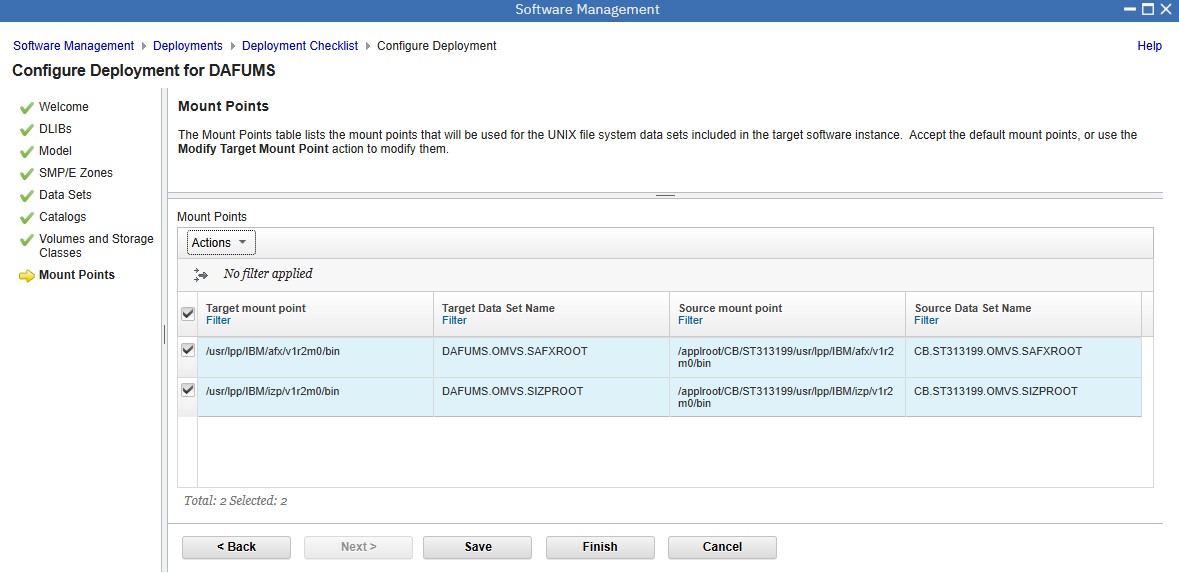 Software Management
Software Management Deployments Deployment Checklist Configure Deployment Help
Configure Deployment for DAFUMS
Welcome
DLIBs
Model
SMP/E Zones
Data Sets
Catalogs
Volumes and Storage
Classes
Mount Points
Mount Points
The Mount Points table lists the mount points that will be used for the UNIX file system data sets included in the target software instance. Accept the default mount points, or use the
Modify Target Mount Point action to modify them.
Mount Points
Actions
No filter applied
Target mount point Target Data Set Name Source mount point Source Data Set Name
Filter Filter Filter Filter
/usr/lpp/IBM/afx/v1r2m0/bin DAFUMS.OMVS.SAFXROOT /applroot/CB/ST313199/usr/lpp/IBM/afx/v1r2 CB.ST313199.OMVS.SAFXROOT
m0/bin
/usr/lpp/IBM/izp/v1r2m0/bin DAFUMS.OMVS.SIZPROOT /applroot/CB/ST313199/usr/lpp/IBM/izp/v1r2 CB.ST313199.OMVS.SIZPROOT
m0/bin
Total: 2 Selected: 2
< Back Next > Save Finish Cancel